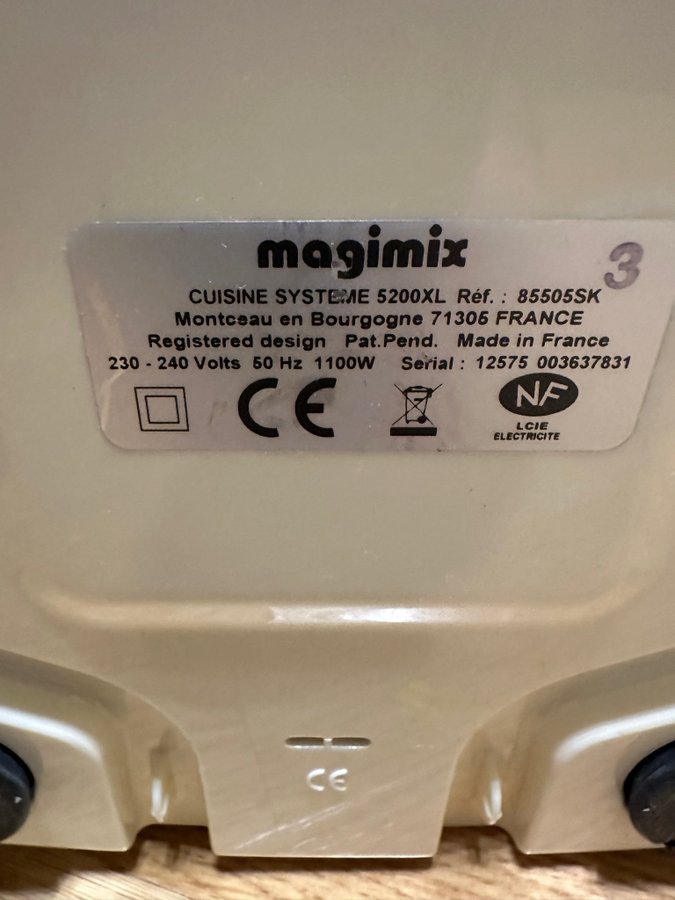 magimix
3
CUISINE SYSTEME 5200XL Réf. : 85505SK
Montceau en Bourgogne 71305 FRANCE
Registered design Pat.Pend. Made in France
230 - 240 Volts 50 Hz 1100W Serial : 12575 003637831
CE
NF
LCIE
ELECTRICITE
CE